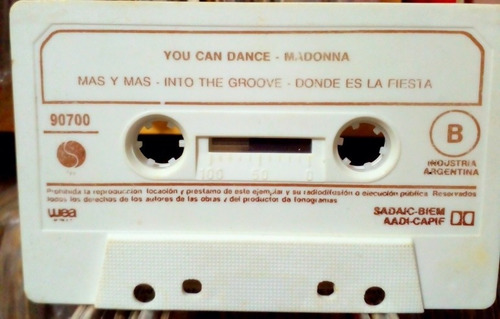 YOU CAN DANCE - MADONNA
MAS Y MAS - INTO THE GROOVE - DONDE ES LA FIESTA
90700
B
INDUSTRIA
ARGENTINA
100 50 0
Prohibida la reproducción locación y prestamo de este ejemplar y su radiodifusión o ejecución pública. Reservados
todos los derechos de los autores de las obras y del productor de fonogramas
wea
SADAIC-BIEM
AADI-CAPIF